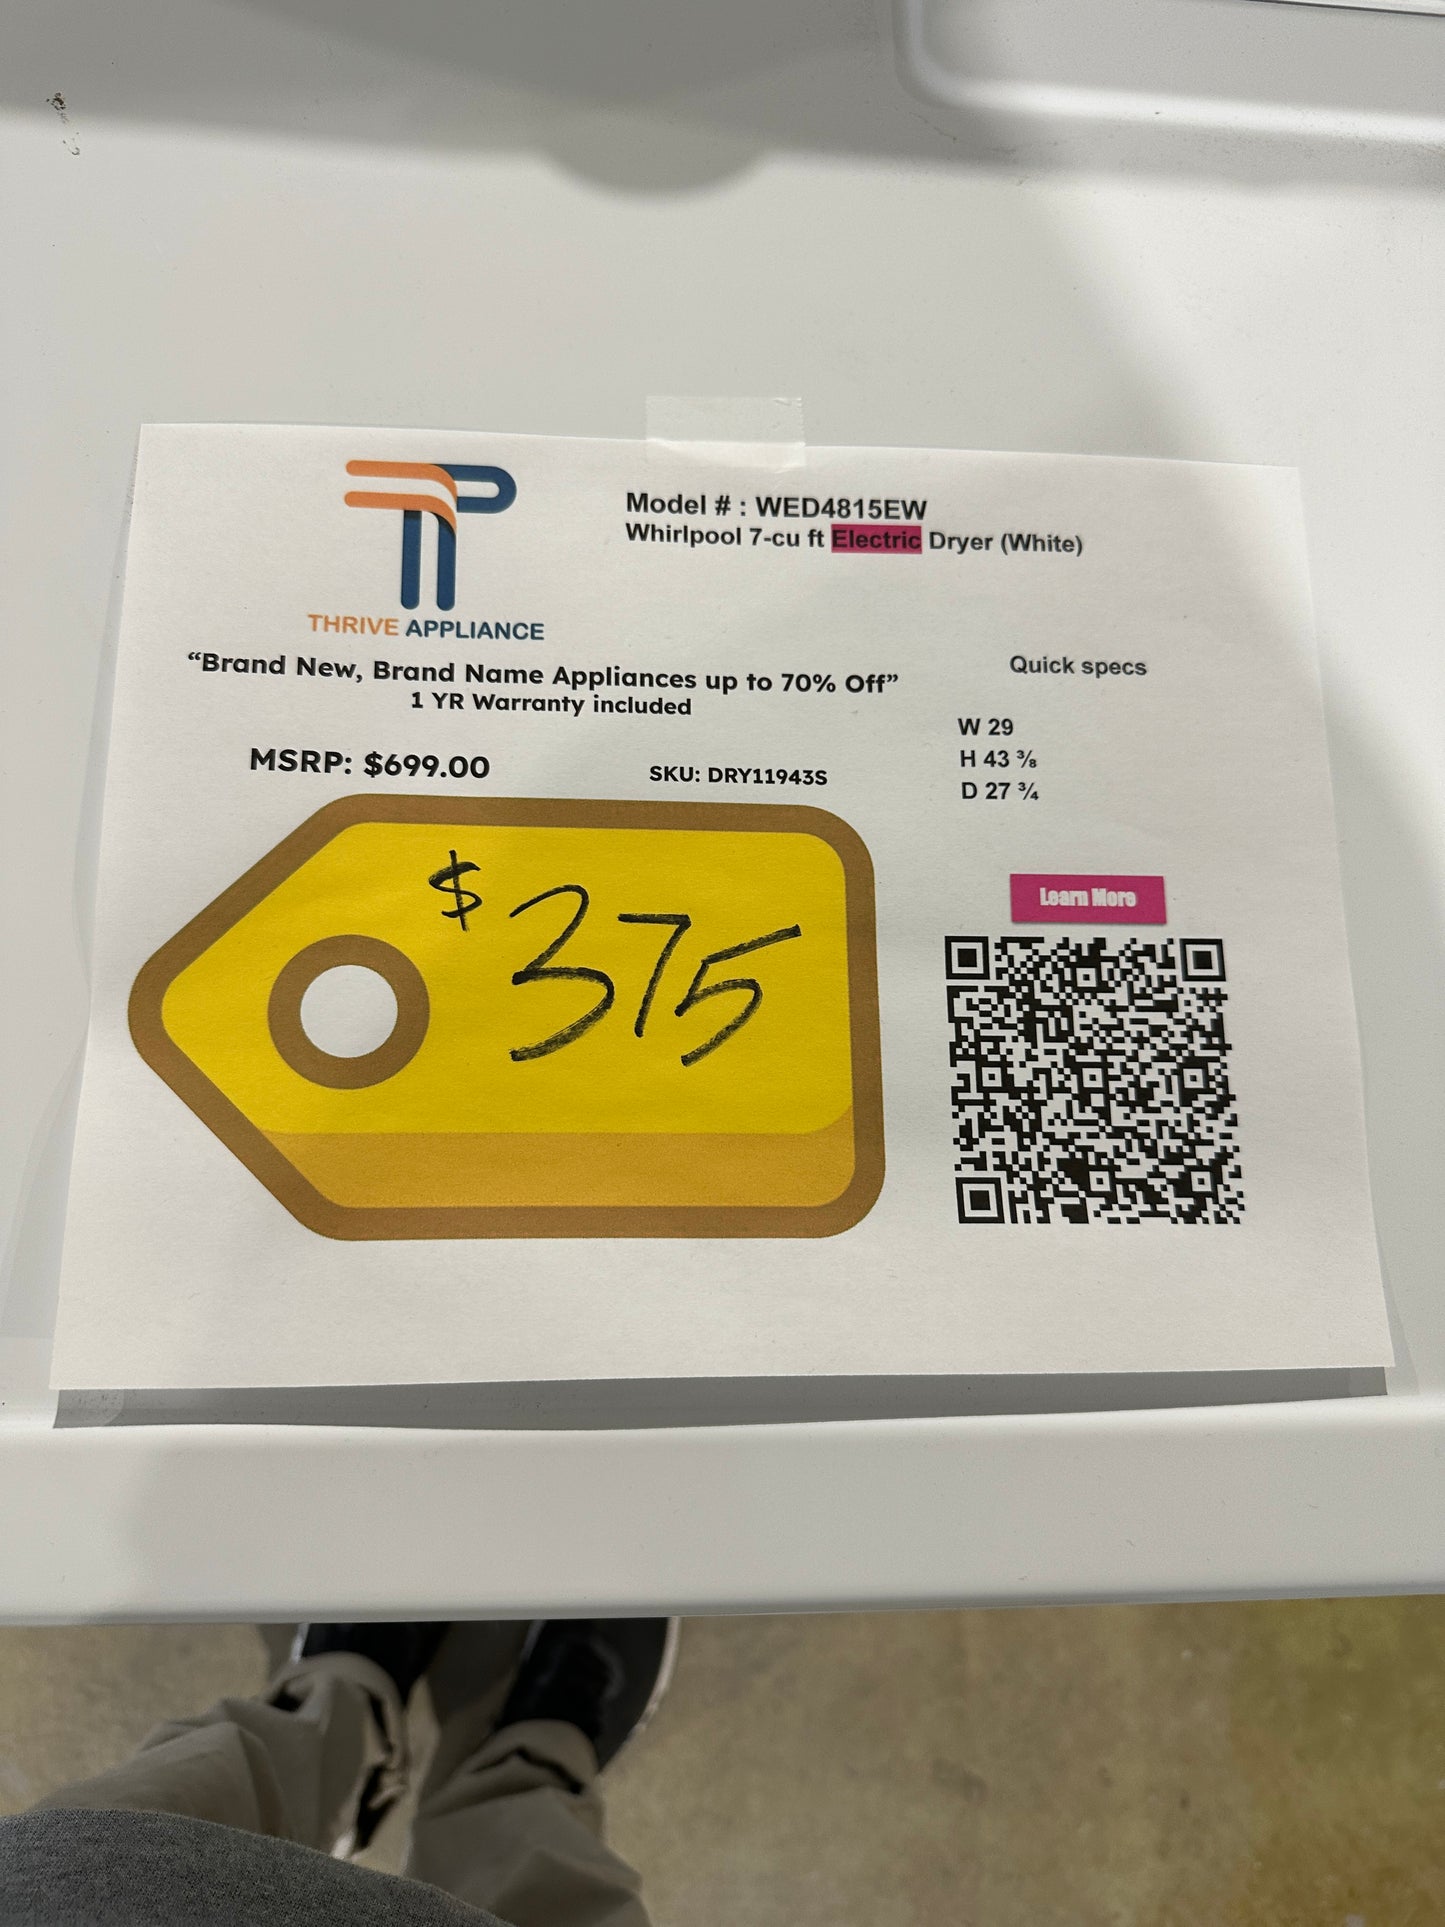 Model # : WED4815EW
Whirlpool 7-cu ft Electric Dryer (White)
THRIVE APPLIANCE
“Brand New, Brand Name Appliances up to 70% Off”
1 YR Warranty included
MSRP: $699.00
SKU: DRY11943S
$375
Quick specs
W 29
H 43 ⅜
D 27 ¾
Learn More